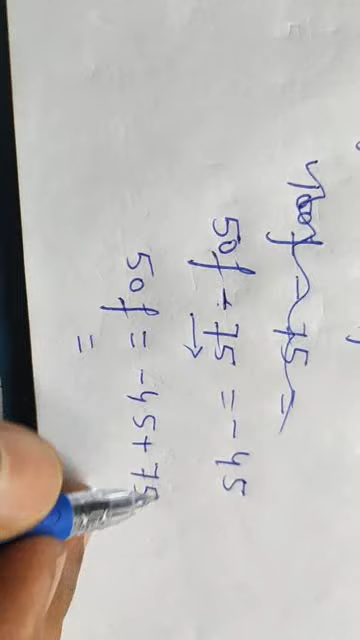 50f - 75 = -45
50f = -45+75
=